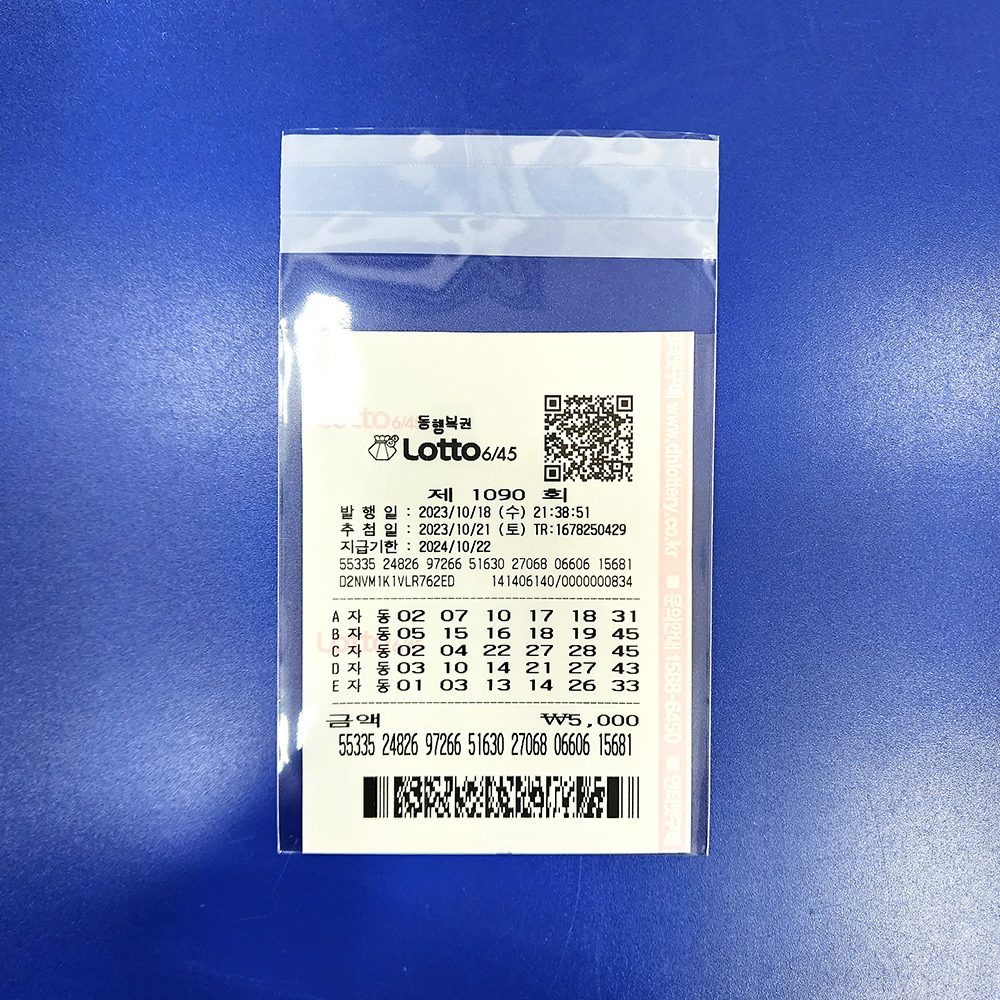 동행복권
Lotto 6/45
제 1090 회
발 행 일 : 2023/10/18 (수) 21:38:51
추 첨 일 : 2023/10/21 (토) TR:1678250429
지급기한 : 2024/10/22
55335 24826 97266 51630 27068 06606 15681
D2NVM1K1VLR762ED 141406140/0000000834
A 자 동 02 07 10 17 18 31
B 자 동 05 15 16 18 19 45
C 자 동 02 04 22 27 28 45
D 자 동 03 10 14 21 27 43
E 자 동 01 03 13 14 26 33
금액 ₩5,000
55335 24826 97266 51630 27068 06606 15681
www.dhlottery.co.kr ■ 문의안내 1588-6450 ■